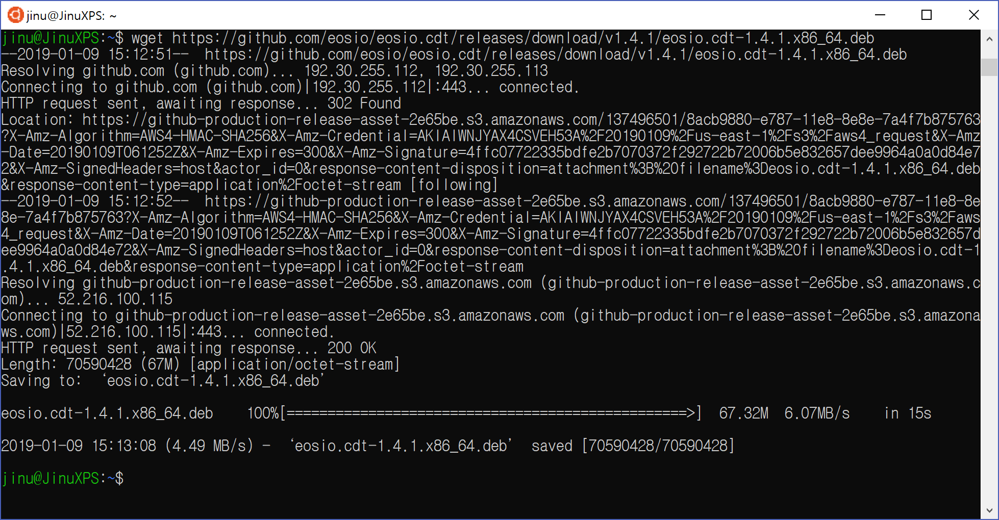 jinu@JinuXPS: ~
jinu@JinuXPS:~$ wget https://github.com/eosio/eosio.cdt/releases/download/v1.4.1/eosio.cdt-1.4.1.x86_64.deb
--2019-01-09 15:12:51--  https://github.com/eosio/eosio.cdt/releases/download/v1.4.1/eosio.cdt-1.4.1.x86_64.deb
Resolving github.com (github.com)... 192.30.255.112, 192.30.255.113
Connecting to github.com (github.com)|192.30.255.112|:443... connected.
HTTP request sent, awaiting response... 302 Found
Location: https://github-production-release-asset-2e65be.s3.amazonaws.com/137496501/8acb9880-e787-11e8-8e8e-7a4f7b875763
?X-Amz-Algorithm=AWS4-HMAC-SHA256&X-Amz-Credential=AKIAIWNJYAX4CSVEH53A%2F20190109%2Fus-east-1%2Fs3%2Faws4_request&X-Amz
-Date=20190109T061252Z&X-Amz-Expires=300&X-Amz-Signature=4ffc07722335bdfe2b7070372f292722b72006b5e832657dee9964a0a0d84e7
2&X-Amz-SignedHeaders=host&actor_id=0&response-content-disposition=attachment%3B%20filename%3Deosio.cdt-1.4.1.x86_64.deb
&response-content-type=application%2Foctet-stream [following]
--2019-01-09 15:12:52--  https://github-production-release-asset-2e65be.s3.amazonaws.com/137496501/8acb9880-e787-11e8-8e
8e-7a4f7b875763?X-Amz-Algorithm=AWS4-HMAC-SHA256&X-Amz-Credential=AKIAIWNJYAX4CSVEH53A%2F20190109%2Fus-east-1%2Fs3%2Faws
4_request&X-Amz-Date=20190109T061252Z&X-Amz-Expires=300&X-Amz-Signature=4ffc07722335bdfe2b7070372f292722b72006b5e832657d
ee9964a0a0d84e72&X-Amz-SignedHeaders=host&actor_id=0&response-content-disposition=attachment%3B%20filename%3Deosio.cdt-1
.4.1.x86_64.deb&response-content-type=application%2Foctet-stream
Resolving github-production-release-asset-2e65be.s3.amazonaws.com (github-production-release-asset-2e65be.s3.amazonaws.c
om)... 52.216.100.115
Connecting to github-production-release-asset-2e65be.s3.amazonaws.com (github-production-release-asset-2e65be.s3.amazona
ws.com)|52.216.100.115|:443... connected.
HTTP request sent, awaiting response... 200 OK
Length: 70590428 (67M) [application/octet-stream]
Saving to: ‘eosio.cdt-1.4.1.x86_64.deb’
eosio.cdt-1.4.1.x86_64.deb    100%[=================================================>]  67.32M  6.07MB/s    in 15s
2019-01-09 15:13:08 (4.49 MB/s) - ‘eosio.cdt-1.4.1.x86_64.deb’ saved [70590428/70590428]
jinu@JinuXPS:~$